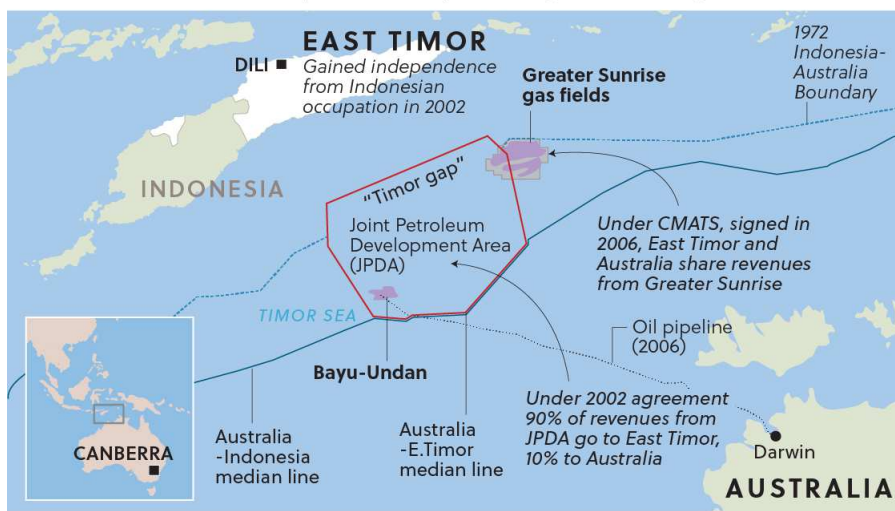 EAST TIMOR
DILI
Gained independence
from Indonesian
occupation in 2002
Greater Sunrise
gas fields
1972
Indonesia-
Australia
Boundary
INDONESIA
"Timor gap"
Joint Petroleum
Development Area
(JPDA)
Under CMATS, signed in
2006, East Timor and
Australia share revenues
from Greater Sunrise
TIMOR SEA
Oil pipeline
(2006)
Bayu-Undan
Under 2002 agreement
90% of revenues from
JPDA go to East Timor,
10% to Australia
Australia
-Indonesia
median line
Australia
-E.Timor
median line
CANBERRA
Darwin
AUSTRALIA